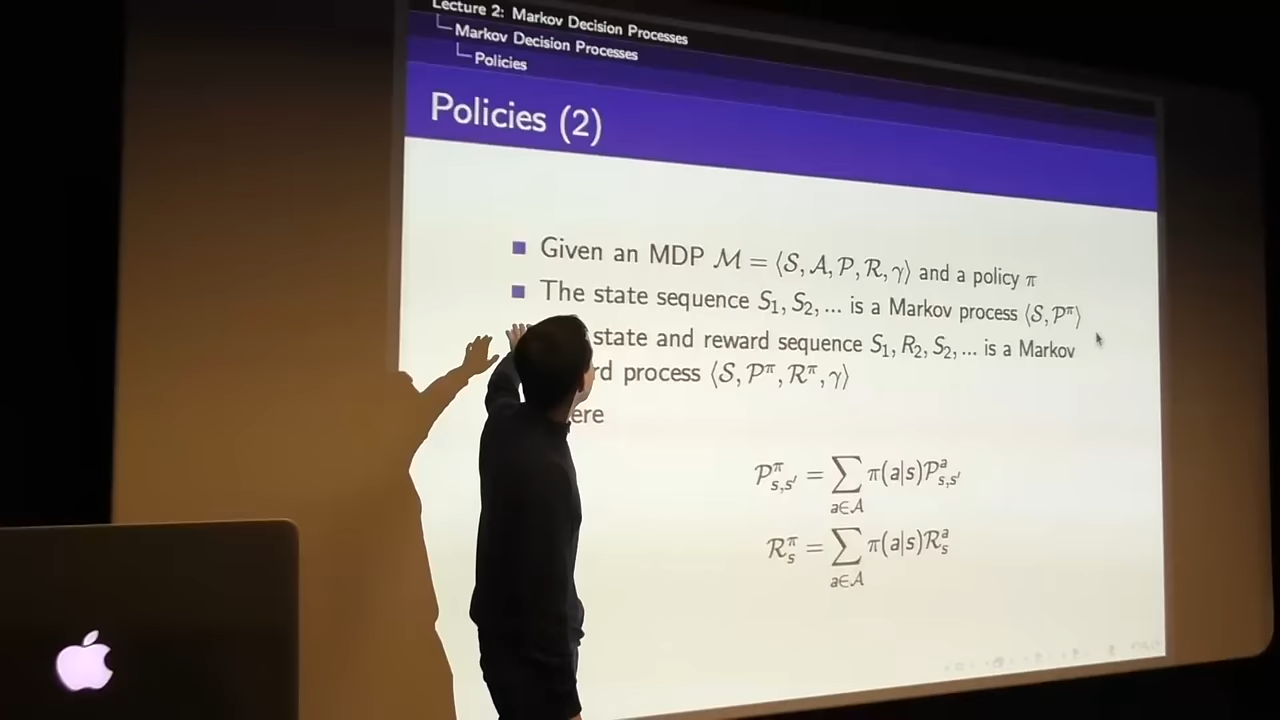 Lecture 2: Markov Decision Processes
Markov Decision Processes
Policies
Policies (2)
Given an MDP ℳ = ⟨𝒮, 𝒜, 𝒫, ℛ, γ⟩ and a policy π
The state sequence S₁, S₂, ... is a Markov process ⟨𝒮, 𝒫^π⟩
state and reward sequence S₁, R₂, S₂, ... is a Markov
rd process ⟨𝒮, 𝒫^π, ℛ^π, γ⟩
ere
𝒫^π_{s,s′} = ∑_{a∈𝒜} π(a|s)𝒫^a_{s,s′}
ℛ^π_s = ∑_{a∈𝒜} π(a|s)ℛ^a_s